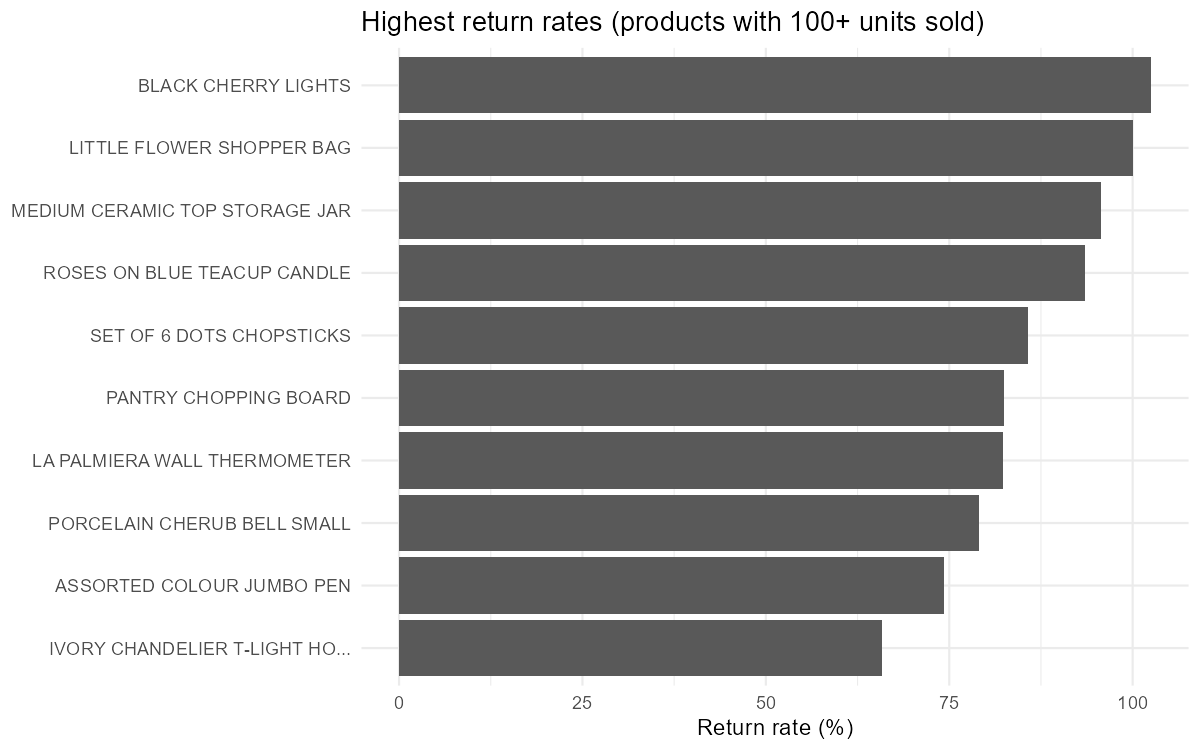 Highest return rates (products with 100+ units sold)
BLACK CHERRY LIGHTS
LITTLE FLOWER SHOPPER BAG
MEDIUM CERAMIC TOP STORAGE JAR
ROSES ON BLUE TEACUP CANDLE
SET OF 6 DOTS CHOPSTICKS
PANTRY CHOPPING BOARD
LA PALMIERA WALL THERMOMETER
PORCELAIN CHERUB BELL SMALL
ASSORTED COLOUR JUMBO PEN
IVORY CHANDELIER T-LIGHT HO...
0 25 50 75 100
Return rate (%)